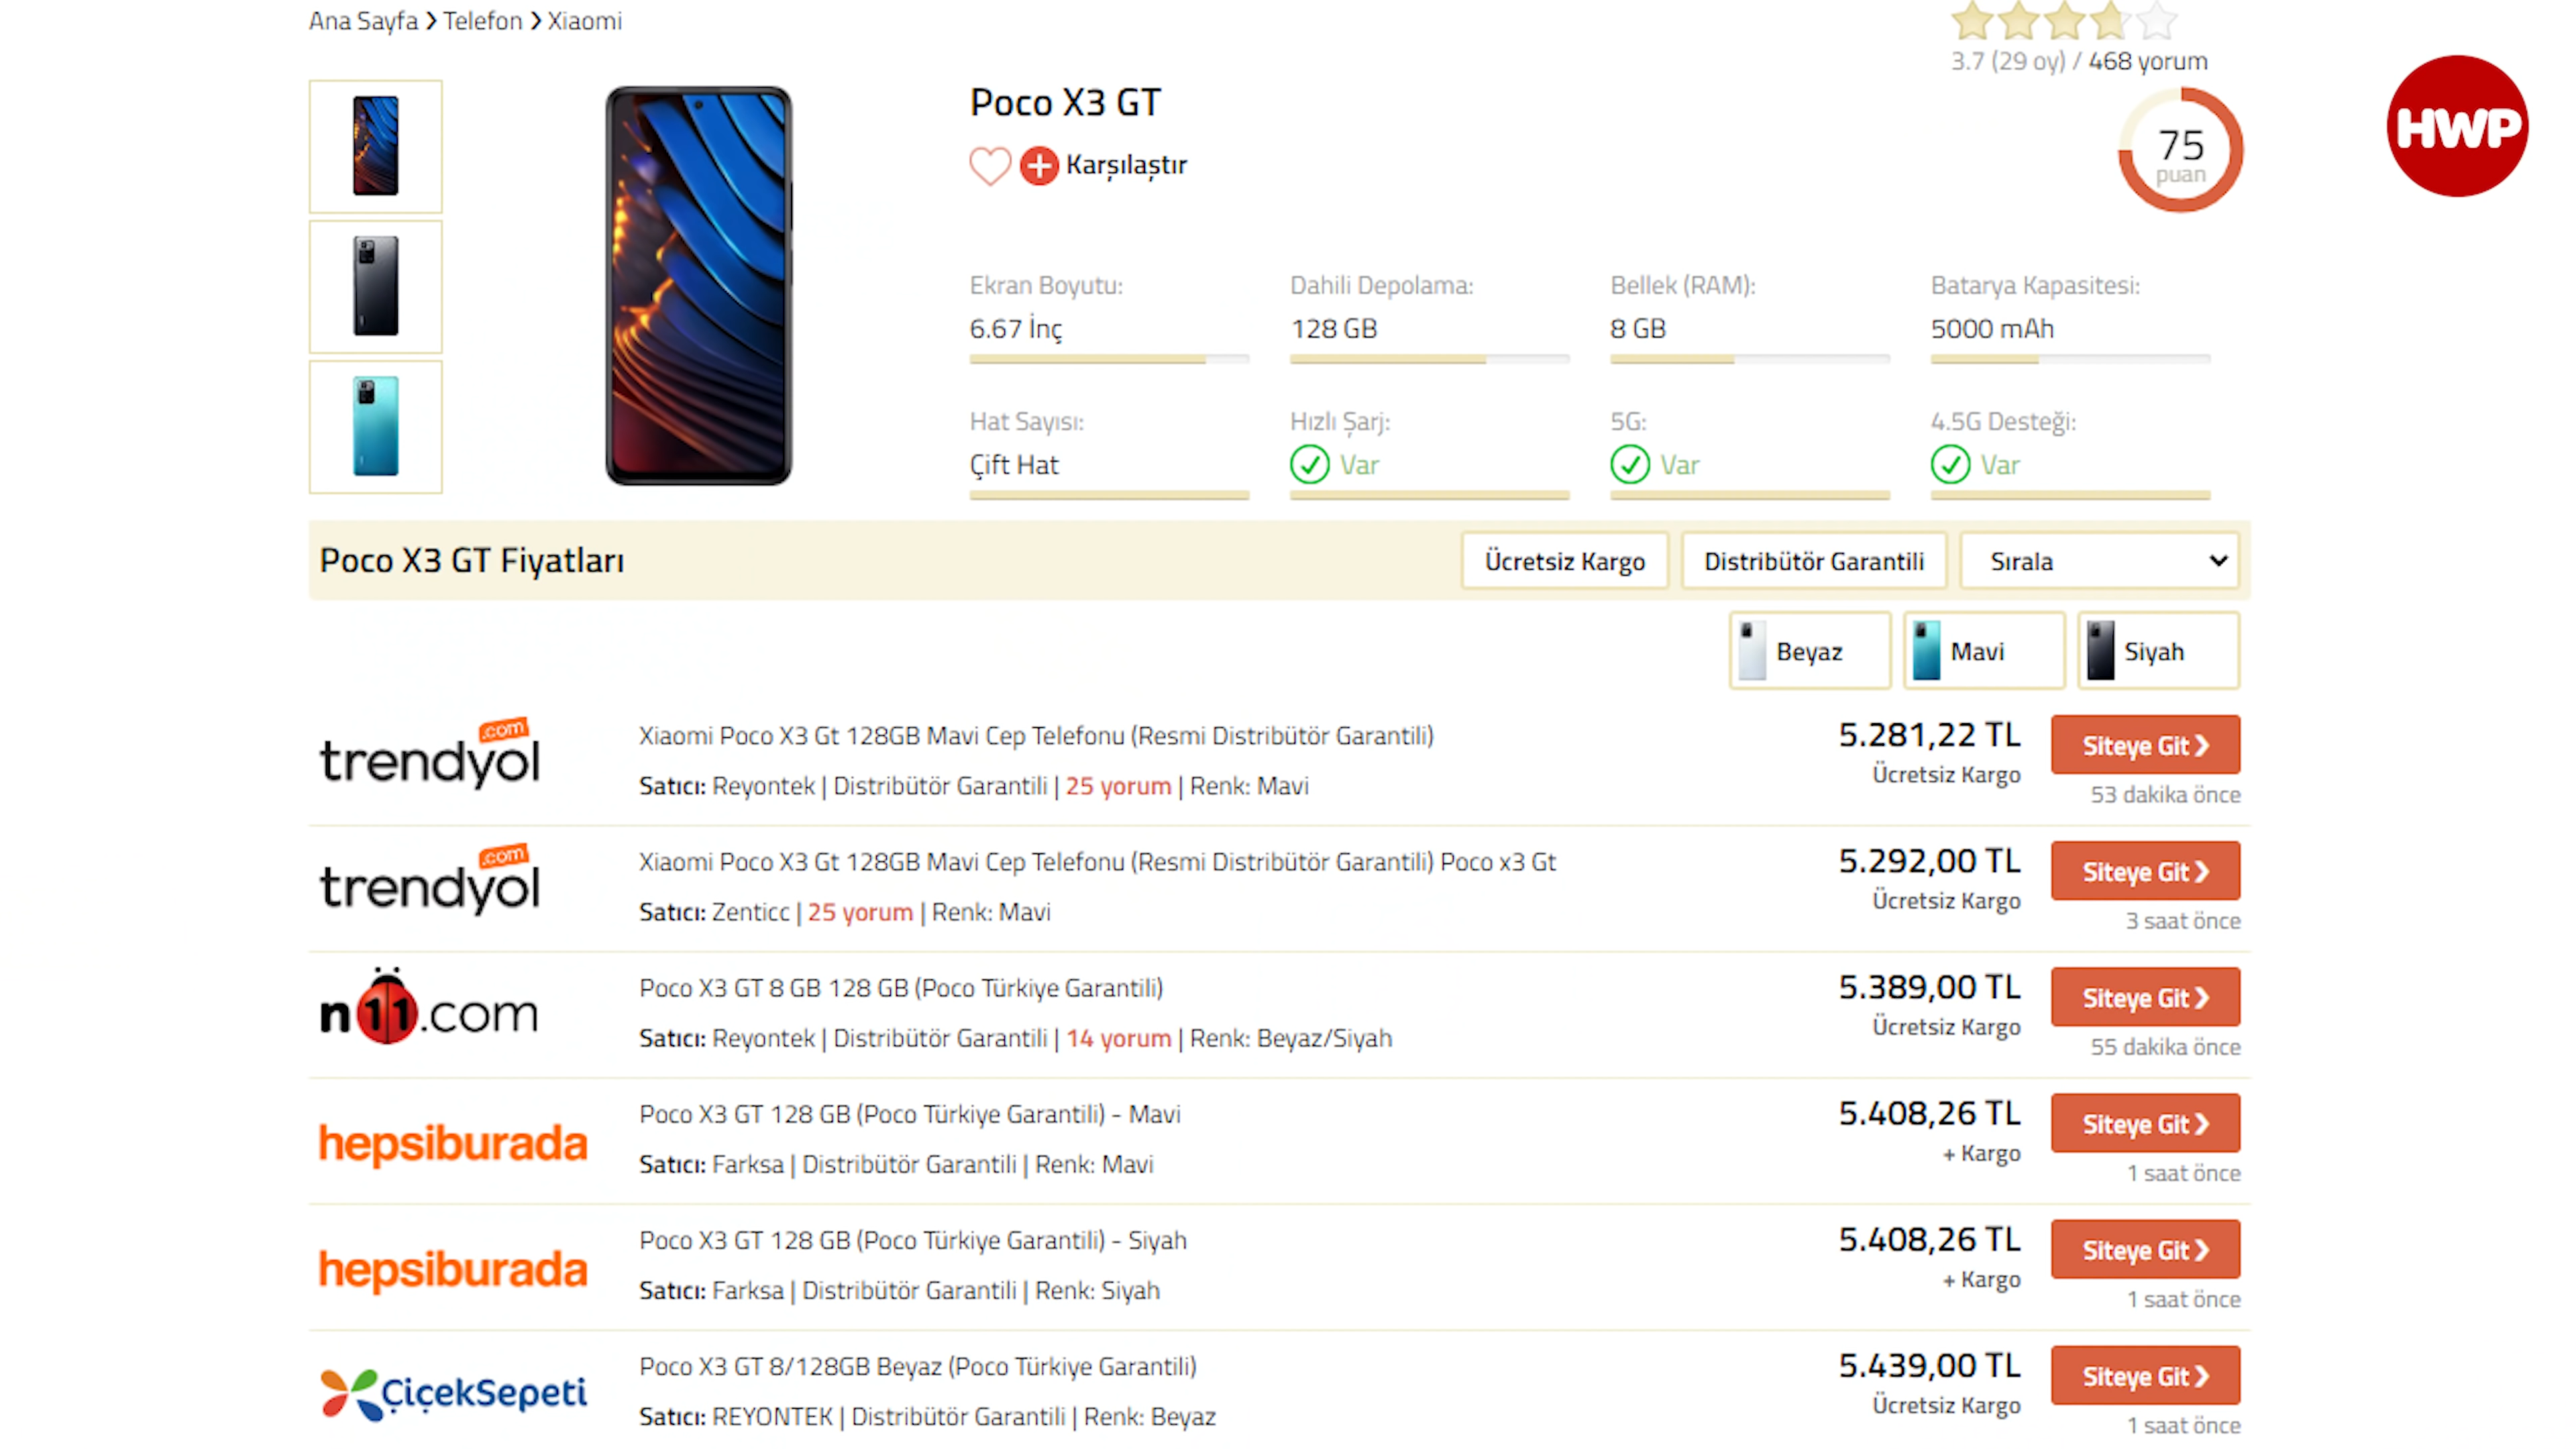 Ana Sayfa ❯ Telefon ❯ Xiaomi
3.7 (29 oy) / 468 yorum
HWP
Poco X3 GT
Karşılaştır
75
puan
Ekran Boyutu:
6.67 İnç
Dahili Depolama:
128 GB
Bellek (RAM):
8 GB
Batarya Kapasitesi:
5000 mAh
Hat Sayısı:
Çift Hat
Hızlı Şarj:
Var
5G:
Var
4.5G Desteği:
Var
Poco X3 GT Fiyatları
Ücretsiz Kargo
Distribütör Garantili
Sırala
Beyaz
Mavi
Siyah
trendyol.com
Xiaomi Poco X3 Gt 128GB Mavi Cep Telefonu (Resmi Distribütör Garantili)
Satıcı: Reyontek | Distribütör Garantili | 25 yorum | Renk: Mavi
5.281,22 TL
Ücretsiz Kargo
Siteye Git ❯
53 dakika önce
trendyol.com
Xiaomi Poco X3 Gt 128GB Mavi Cep Telefonu (Resmi Distribütör Garantili) Poco x3 Gt
Satıcı: Zenticc | 25 yorum | Renk: Mavi
5.292,00 TL
Ücretsiz Kargo
Siteye Git ❯
3 saat önce
n11.com
Poco X3 GT 8 GB 128 GB (Poco Türkiye Garantili)
Satıcı: Reyontek | Distribütör Garantili | 14 yorum | Renk: Beyaz/Siyah
5.389,00 TL
Ücretsiz Kargo
Siteye Git ❯
55 dakika önce
hepsiburada
Poco X3 GT 128 GB (Poco Türkiye Garantili) - Mavi
Satıcı: Farksa | Distribütör Garantili | Renk: Mavi
5.408,26 TL
+ Kargo
Siteye Git ❯
1 saat önce
hepsiburada
Poco X3 GT 128 GB (Poco Türkiye Garantili) - Siyah
Satıcı: Farksa | Distribütör Garantili | Renk: Siyah
5.408,26 TL
+ Kargo
Siteye Git ❯
1 saat önce
ÇiçekSepeti
Poco X3 GT 8/128GB Beyaz (Poco Türkiye Garantili)
Satıcı: REYONTEK | Distribütör Garantili | Renk: Beyaz
5.439,00 TL
Ücretsiz Kargo
Siteye Git ❯
1 saat önce